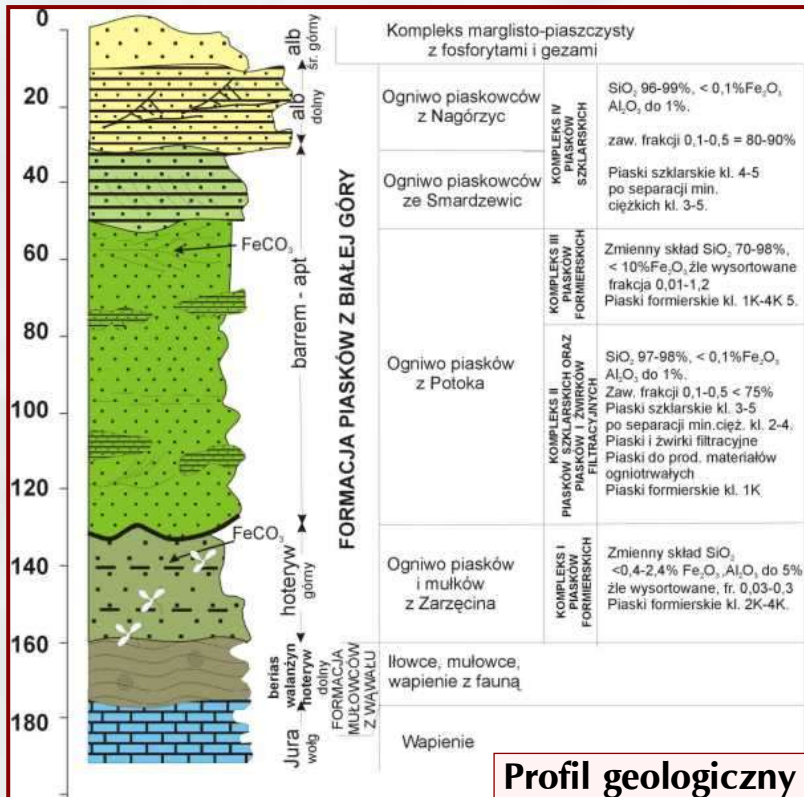 0
20
40
60
80
100
120
140
160
180
FeCO₃
FeCO₃
alb
śr. górny
alb
dolny
barrem - apt
hoteryw
górny
berias
walanżyn
hoteryw
dolny
Jura
wołg
FORMACJA PIASKÓW Z BIAŁEJ GÓRY
FORMACJA
MUŁOWCÓW
Z WĄWAŁU
Kompleks marglisto-piaszczysty
z fosforytami i gezami
Ogniwo piaskowców
z Nagórzyc
Ogniwo piaskowców
ze Smardzewic
KOMPLEKS IV
PIASKÓW
SZKLARSKICH
SiO₂ 96-99%, < 0,1%Fe₂O₃
Al₂O₃ do 1%.
zaw. frakcji 0,1-0,5 = 80-90%
Piaski szklarskie kl. 4-5
po separacji min.
ciężkich kl. 3-5.
Ogniwo piasków
z Potoka
KOMPLEKS III
PIASKÓW
FORMIERSKICH
Zmienny skład SiO₂ 70-98%,
< 10%Fe₂O₃ źle wysortowane
frakcja 0,01-1,2
Piaski formierskie kl. 1K-4K 5.
KOMPLEKS II
PIASKÓW SZKLARSKICH ORAZ
PIASKÓW I ŻWIRKÓW
FILTRACYJNYCH
SiO₂ 97-98%, < 0,1%Fe₂O₃
Al₂O₃ do 1%.
Zaw. frakcji 0,1-0,5 < 75%
Piaski szklarskie kl. 3-5
po separacji min.cięż. kl. 2-4.
Piaski i żwirki filtracyjne
Piaski do prod. materiałów
ogniotrwałych
Piaski formierskie kl. 1K
Ogniwo piasków
i mułków
z Zarzęcina
KOMPLEKS I
PIASKÓW
FORMIERSKICH
Zmienny skład SiO₂
<0,4-2,4% Fe₂O₃ ,Al₂O₃ do 5%
źle wysortowane, fr. 0,03-0,3
Piaski formierskie kl. 2K-4K.
Iłowce, mułowce,
wapienie z fauną
Wapienie
Profil geologiczny